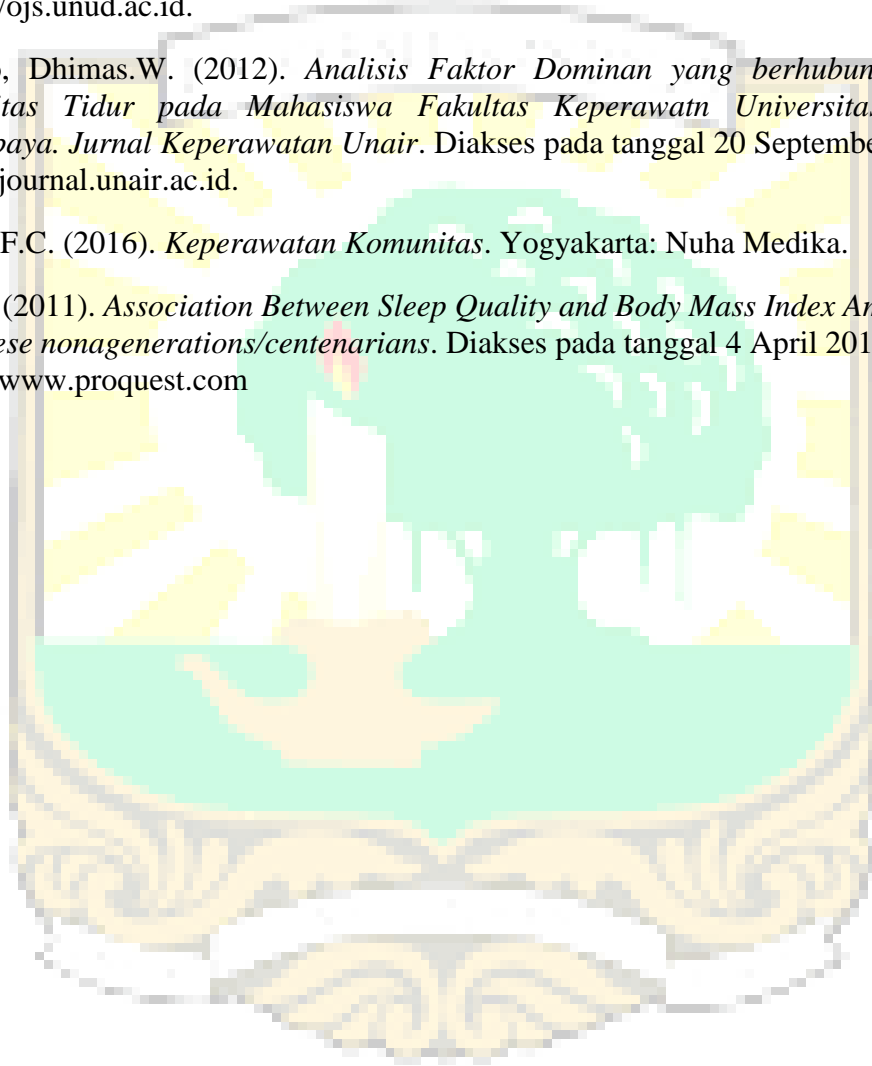 /ojs.unud.ac.id.
, Dhimas.W. (2012). Analisis Faktor Dominan yang berhubun
itas Tidur pada Mahasiswa Fakultas Keperawatn Universitas
baya. Jurnal Keperawatan Unair. Diakses pada tanggal 20 Septembe
journal.unair.ac.id.
F.C. (2016). Keperawatan Komunitas. Yogyakarta: Nuha Medika.
(2011). Association Between Sleep Quality and Body Mass Index An
ese nonagenerations/centenarians. Diakses pada tanggal 4 April 201
www.proquest.com